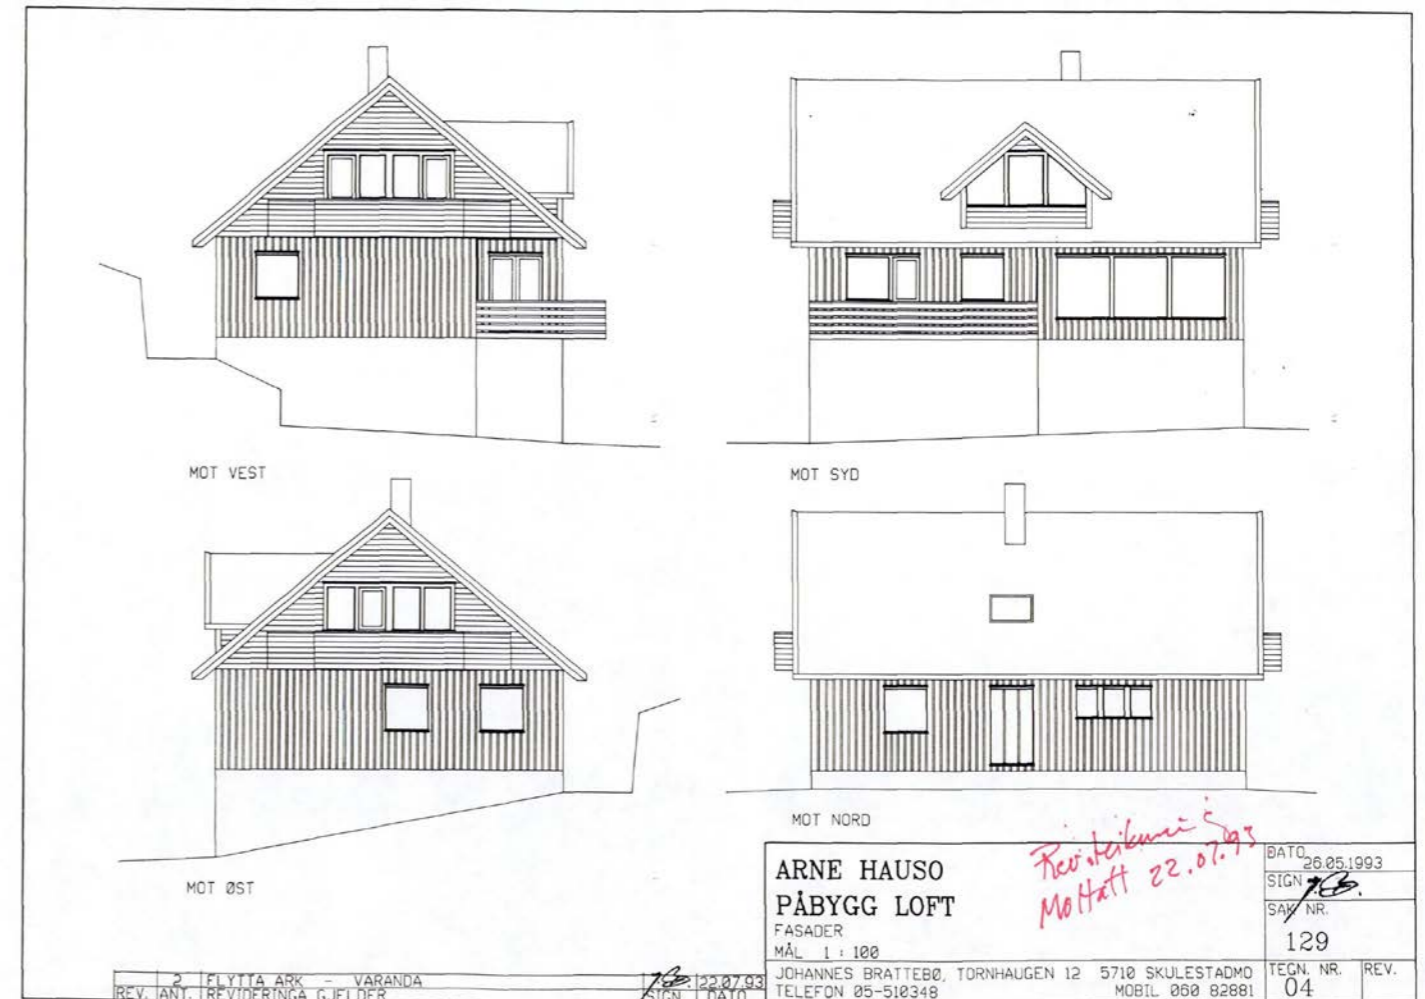 MOT VEST
MOT SYD
MOT ØST
MOT NORD
Rev. teikning
Mottatt 22.07.93
ARNE HAUSO
PÅBYGG LOFT
FASADER
MÅL 1 : 100
DATO
26.05.1993
SIGN
SAK NR.
129
JOHANNES BRATTEBØ, TORNHAUGEN 12 5710 SKULESTADMO
TELEFON 05-510348 MOBIL 060 82881
TEGN. NR.
04
REV.
2 FLYTTA ARK - VARANDA 22.07.93
REV. ANT. REVIDERINGA GJELDER SIGN DATO